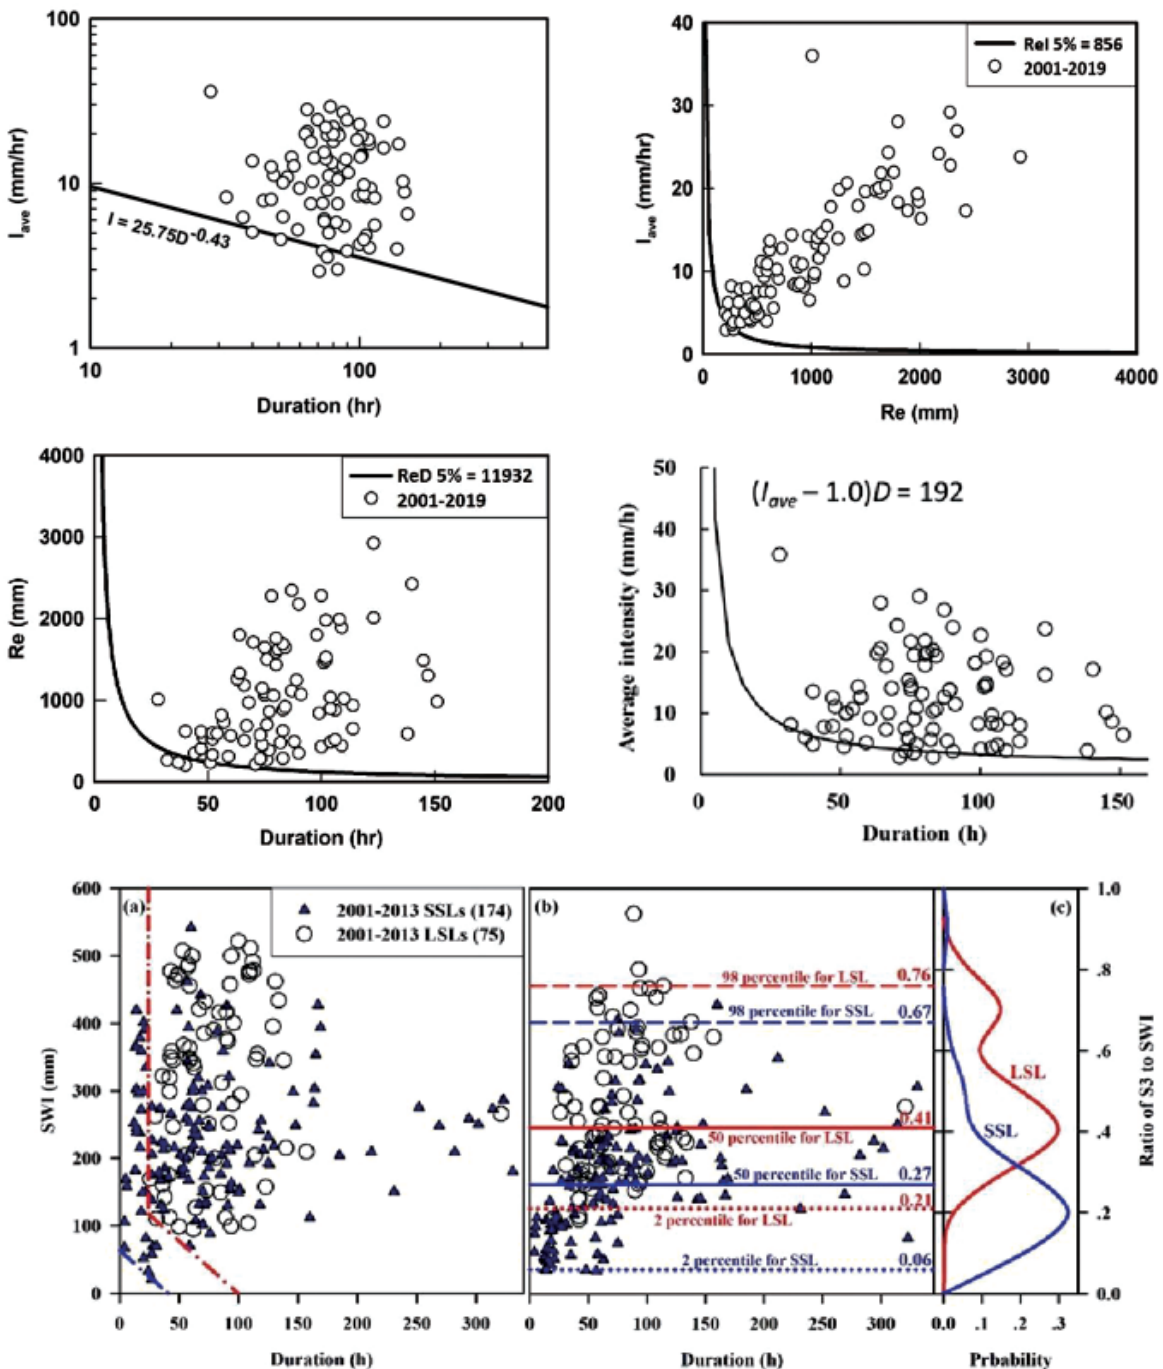 100
10
1
I_ave (mm/hr)
I = 25.75D^-0.43
10
100
Duration (hr)
40
30
20
10
0
I_ave (mm/hr)
ReI 5% = 856
2001-2019
0
1000
2000
3000
4000
Re (mm)
4000
3000
2000
1000
0
Re (mm)
ReD 5% = 11932
2001-2019
0
50
100
150
200
Duration (hr)
50
40
30
20
10
0
Average intensity (mm/h)
(I_ave – 1.0)D = 192
0
50
100
150
Duration (h)
600
500
400
300
200
100
0
SWI (mm)
(a)
2001-2013 SSLs (174)
2001-2013 LSLs (75)
0
50
100
150
200
250
300
Duration (h)
(b)
98 percentile for LSL 0.76
98 percentile for SSL 0.67
0.41
50 percentile for LSL
50 percentile for SSL 0.27
0.21
2 percentile for LSL
2 percentile for SSL 0.06
0
50
100
150
200
250
300
Duration (h)
(c)
LSL
SSL
1.0
.8
.6
.4
.2
0.0
Ratio of S3 to SWI
0.0
.1
.2
.3
Prbability